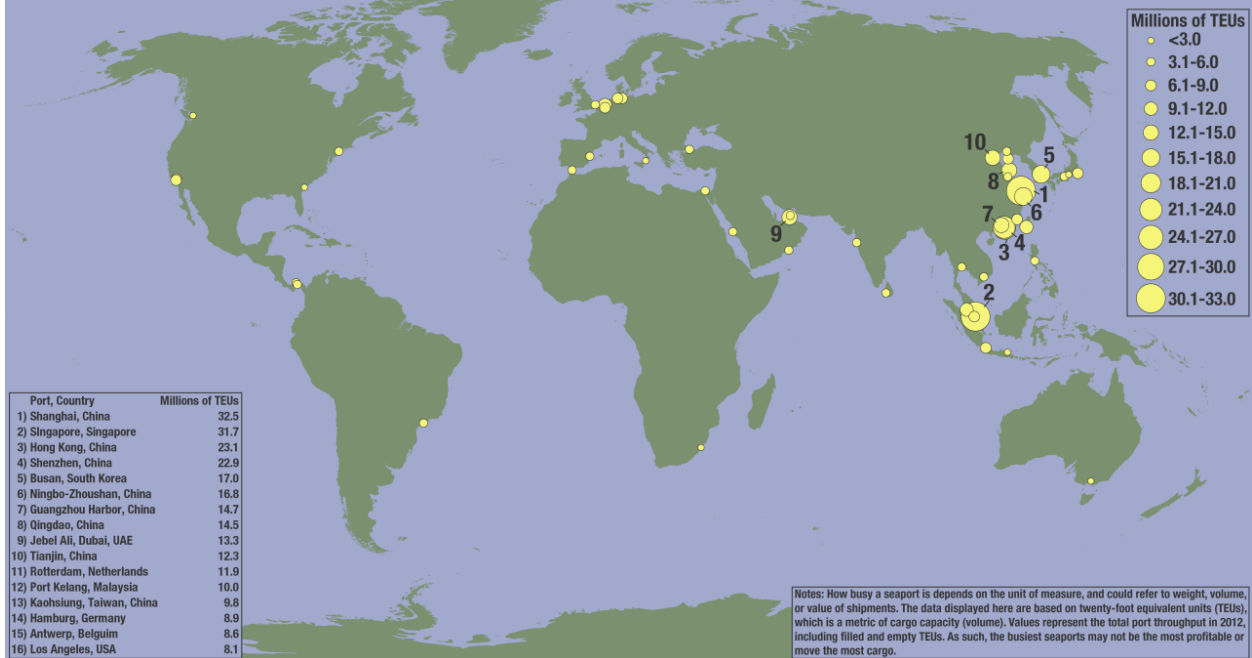 Millions of TEUs
<3.0
3.1-6.0
6.1-9.0
9.1-12.0
12.1-15.0
15.1-18.0
18.1-21.0
21.1-24.0
24.1-27.0
27.1-30.0
30.1-33.0
10
5
8
1
6
7
9
3
4
2
Port, Country Millions of TEUs
1) Shanghai, China 32.5
2) SIngapore, Singapore 31.7
3) Hong Kong, China 23.1
4) Shenzhen, China 22.9
5) Busan, South Korea 17.0
6) Ningbo-Zhoushan, China 16.8
7) Guangzhou Harbor, China 14.7
8) Qingdao, China 14.5
9) Jebel Ali, Dubai, UAE 13.3
10) Tianjin, China 12.3
11) Rotterdam, Netherlands 11.9
12) Port Kelang, Malaysia 10.0
13) Kaohsiung, Taiwan, China 9.8
14) Hamburg, Germany 8.9
15) Antwerp, Belguim 8.6
16) Los Angeles, USA 8.1
Notes: How busy a seaport is depends on the unit of measure, and could refer to weight, volume,
or value of shipments. The data displayed here are based on twenty-foot equivalent units (TEUs),
which is a metric of cargo capacity (volume). Values represent the total port throughput in 2012,
including filled and empty TEUs. As such, the busiest seaports may not be the most profitable or
move the most cargo.